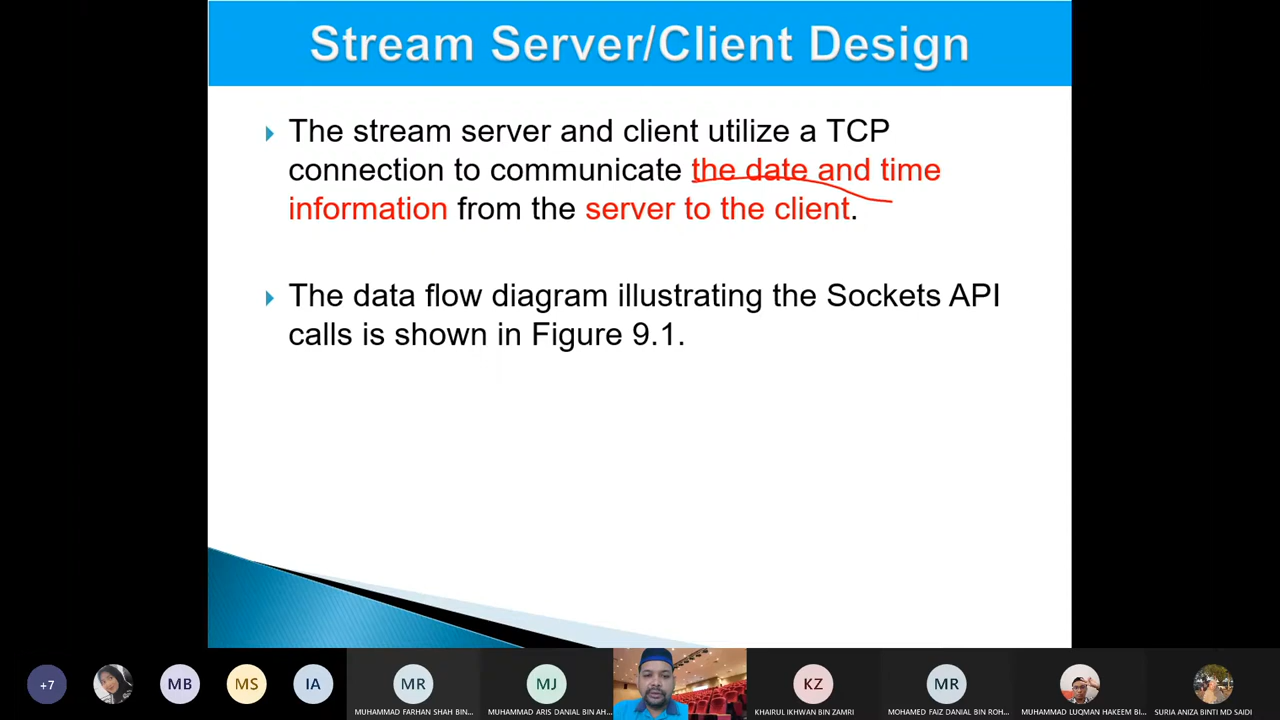 Stream Server/Client Design
The stream server and client utilize a TCP
connection to communicate the date and time
information from the server to the client.
The data flow diagram illustrating the Sockets API
calls is shown in Figure 9.1.
+7
MB
MS
IA
MR
MJ
KZ
MR
MUHAMMAD FARHAN SHAH BIN...
MUHAMMAD ARIS DANIAL BIN AH...
KHAIRUL IKHWAN BIN ZAMRI
MOHAMED FAIZ DANIAL BIN ROH...
MUHAMMAD LUQMAN HAKEEM BI...
SURIA ANIZA BINTI MD SAIDI